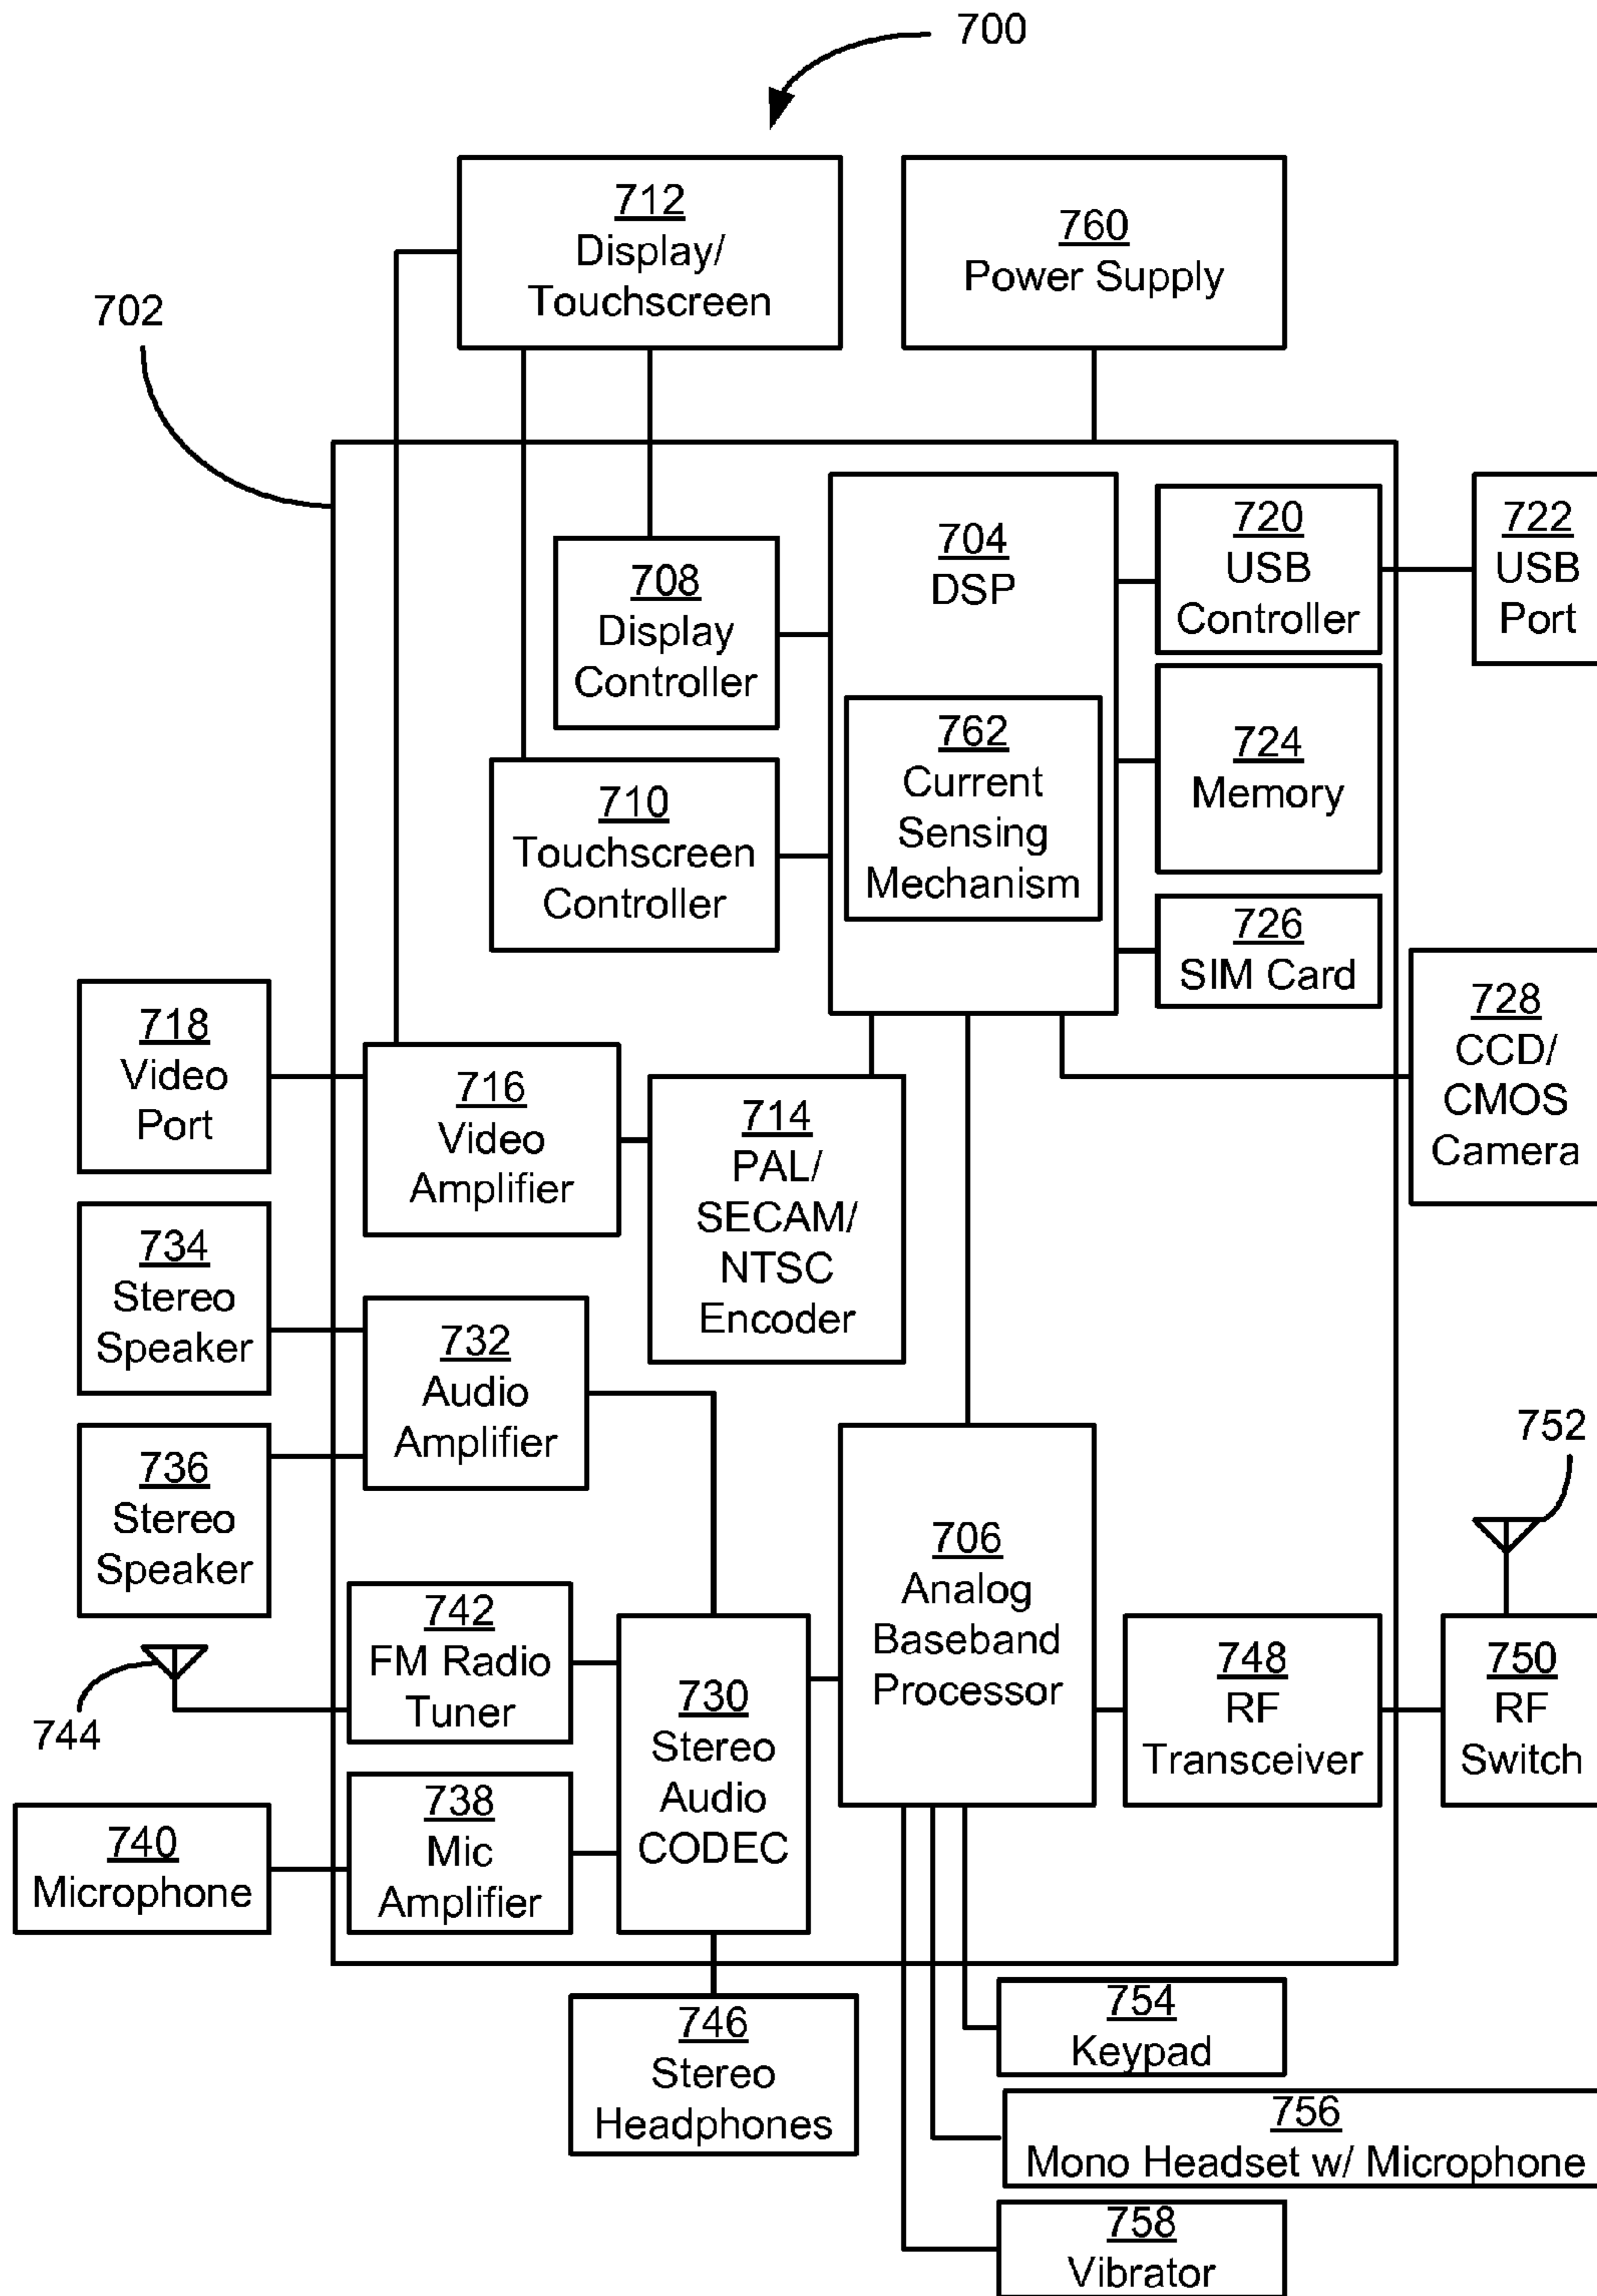 700
712
Display/
Touchscreen
760
Power Supply
702
704
DSP
720
USB
Controller
722
USB
Port
708
Display
Controller
762
Current
Sensing
Mechanism
724
Memory
710
Touchscreen
Controller
726
SIM Card
718
Video
Port
716
Video
Amplifier
714
PAL/
SECAM/
NTSC
Encoder
728
CCD/
CMOS
Camera
734
Stereo
Speaker
732
Audio
Amplifier
736
Stereo
Speaker
752
706
Analog
Baseband
Processor
742
FM Radio
Tuner
744
730
Stereo
Audio
CODEC
748
RF
Transceiver
750
RF
Switch
740
Microphone
738
Mic
Amplifier
746
Stereo
Headphones
754
Keypad
756
Mono Headset w/ Microphone
758
Vibrator